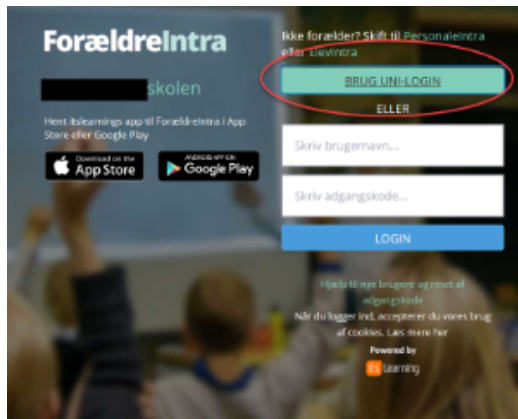 ForældreIntra
skolen
Hent itslearnings app til ForældreIntra i App
Store eller Google Play
Download on the
App Store
ANDROID APP ON
Google Play
Ikke forælder? Skift til PersonaleIntra
eller ElevIntra
BRUG UNI-LOGIN
ELLER
Skriv brugernavn...
Skriv adgangskode...
LOGIN
Hjælp til nye brugere og reset af
adgangskode
Når du logger ind, accepterer du vores brug
af cookies. Læs mere her
Powered by
its learning